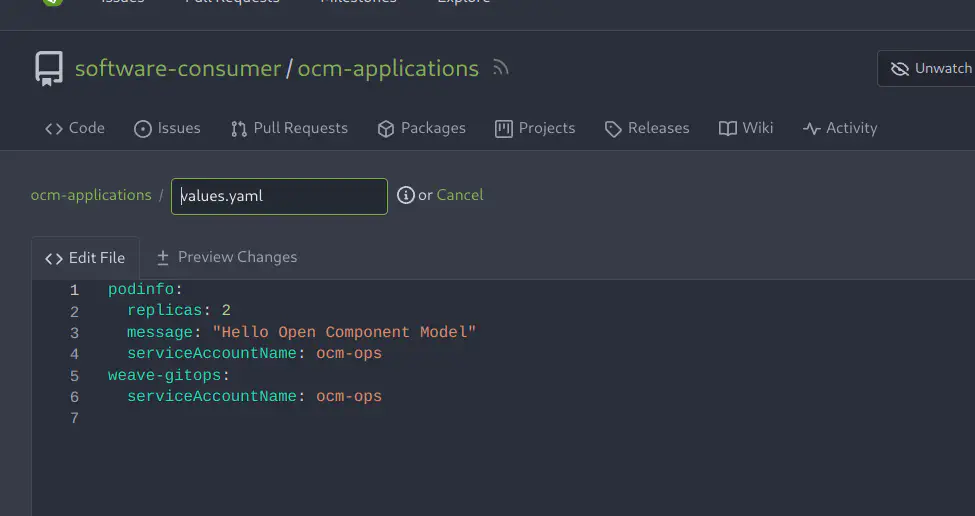 Issues Pull Requests Milestones Explore
software-consumer/ocm-applications
Unwatch
Code Issues Pull Requests Packages Projects Releases Wiki Activity
ocm-applications / values.yaml or Cancel
Edit File Preview Changes
1 podinfo:
2   replicas: 2
3   message: "Hello Open Component Model"
4   serviceAccountName: ocm-ops
5 weave-gitops:
6   serviceAccountName: ocm-ops
7